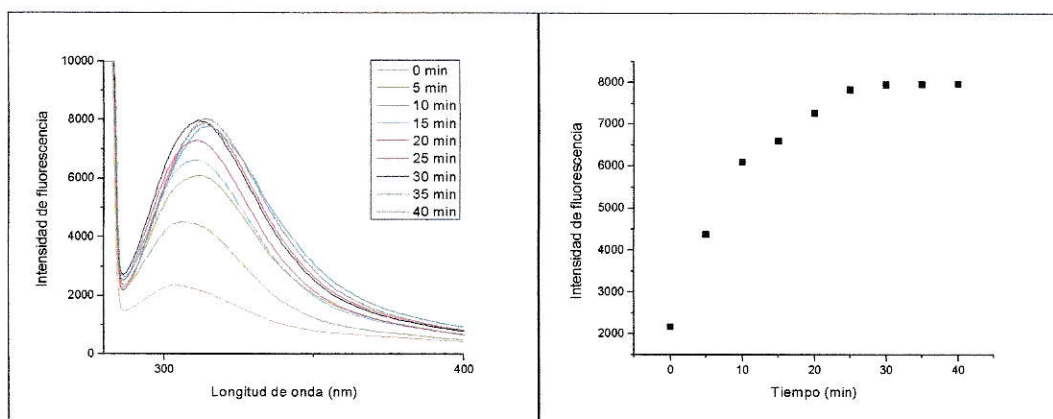 Intensidad de fluorescencia
10000
8000
6000
4000
2000
0
300
400
Longitud de onda (nm)
0 min
5 min
10 min
15 min
20 min
25 min
30 min
35 min
40 min
Intensidad de fluorescencia
8000
7000
6000
5000
4000
3000
2000
0
10
20
30
40
Tiempo (min)